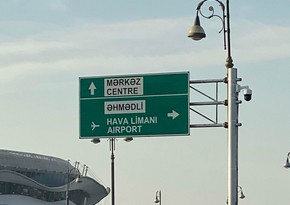 MƏRKƏZ
CENTRE
ƏHMƏDLİ
HAVA LİMANI
AIRPORT